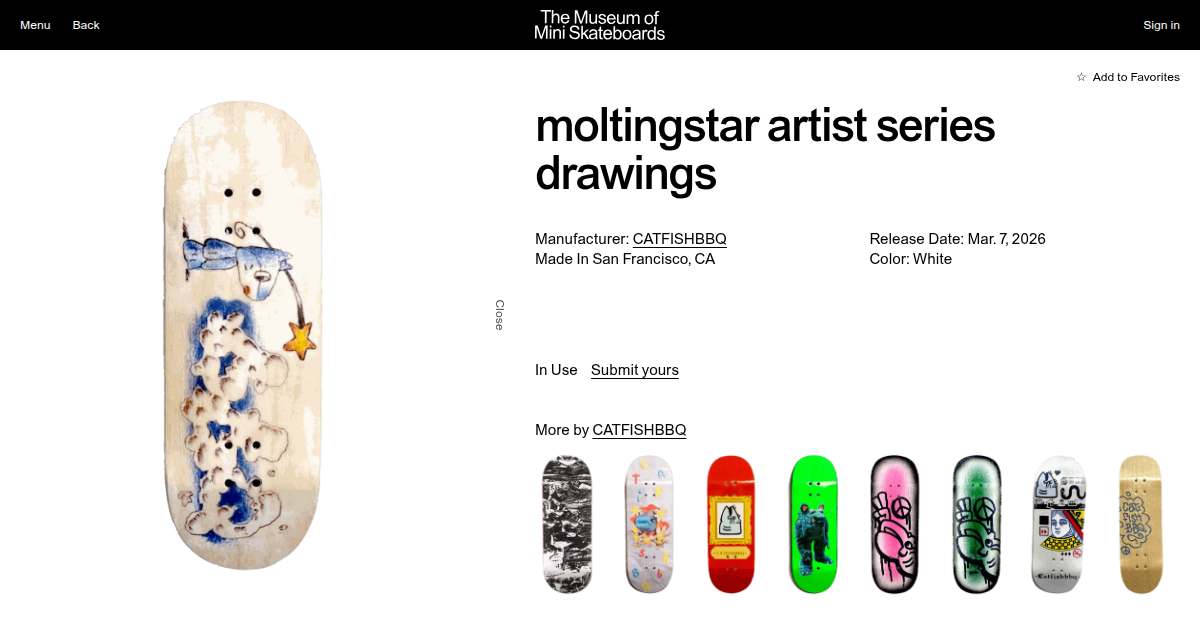 Menu
Back
The Museum of
Mini Skateboards
Sign in
☆ Add to Favorites
moltingstar artist series
drawings
Manufacturer: CATFISHBBQ
Made In San Francisco, CA
Release Date: Mar. 7, 2026
Color: White
Close
In Use
Submit yours
More by CATFISHBBQ